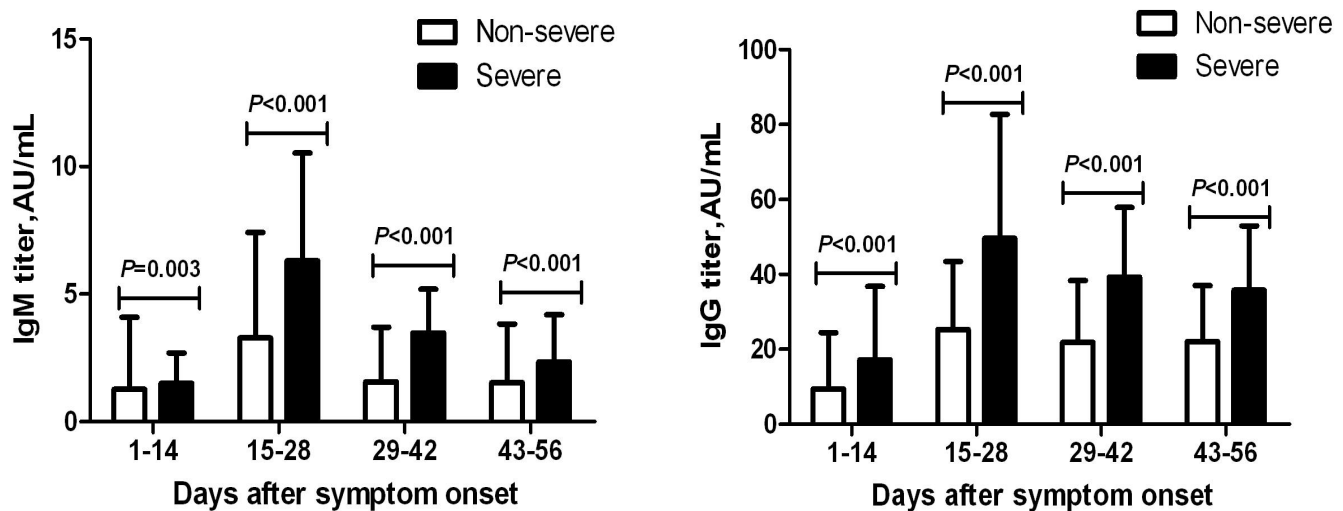 Non-severe
Severe
15
10
5
0
IgM titer,AU/mL
P=0.003
P<0.001
P<0.001
P<0.001
1-14
15-28
29-42
43-56
Days after symptom onset
Non-severe
Severe
100
80
60
40
20
0
IgG titer,AU/mL
P<0.001
P<0.001
P<0.001
P<0.001
1-14
15-28
29-42
43-56
Days after symptom onset